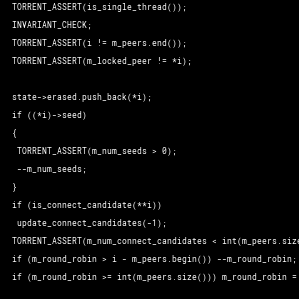 TORRENT_ASSERT(is_single_thread());
INVARIANT_CHECK;
TORRENT_ASSERT(i != m_peers.end());
TORRENT_ASSERT(m_locked_peer != *i);
state->erased.push_back(*i);
if ((*i)->seed)
{
TORRENT_ASSERT(m_num_seeds > 0);
--m_num_seeds;
}
if (is_connect_candidate(**i))
update_connect_candidates(-1);
TORRENT_ASSERT(m_num_connect_candidates < int(m_peers.size
if (m_round_robin > i - m_peers.begin()) --m_round_robin;
if (m_round_robin >= int(m_peers.size())) m_round_robin =